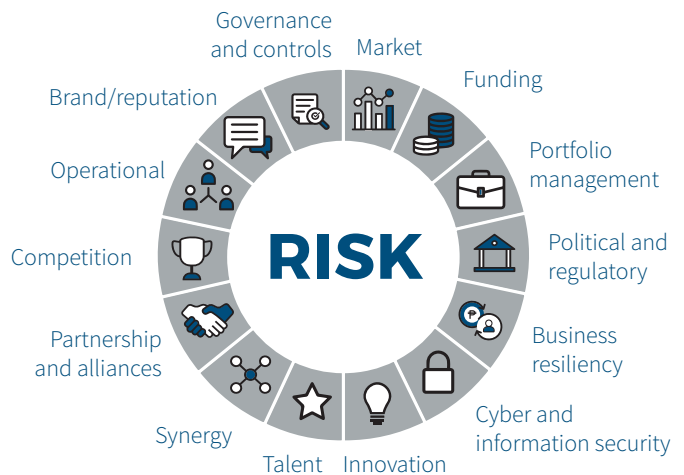 Governance
and controls
Market
Funding
Portfolio
management
Political and
regulatory
Business
resiliency
Cyber and
information security
Innovation
Talent
Synergy
Partnership
and alliances
Competition
Operational
Brand/reputation
RISK
₱